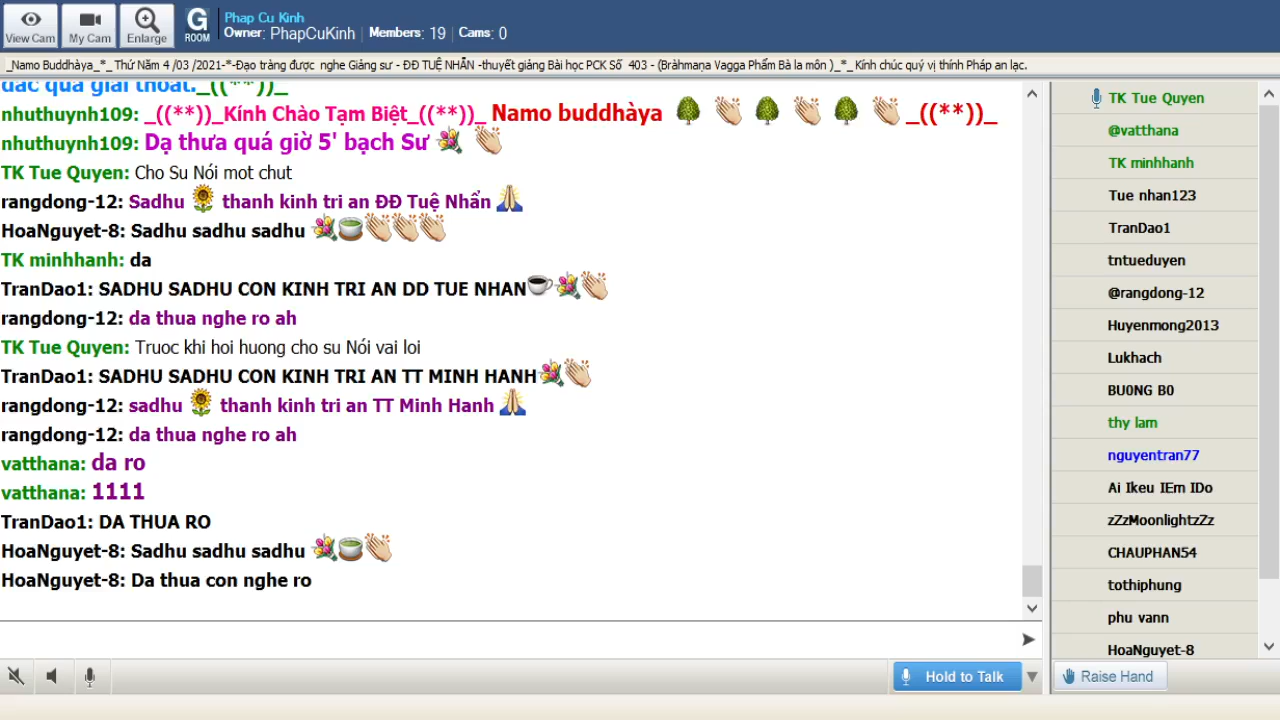 View Cam
My Cam
Enlarge
G
ROOM
Phap Cu Kinh
Owner: PhapCuKinh | Members: 19 | Cams: 0
_Namo Buddhàya_*_ Thứ Năm 4 /03 /2021-*-Đạo tràng được nghe Giảng sư - ĐĐ TUỆ NHẪN -thuyết giảng Bài học PCK Số 403 - (Bràhmaṇa Vagga Phẩm Bà la môn )_*_ Kính chúc quý vị thính Pháp an lạc.
đắc quả giải thoát._((**))_
nhuthuynh109: _((**))_Kính Chào Tạm Biệt_((**))_ Namo buddhàya _((**))_
nhuthuynh109: Dạ thưa quá giờ 5' bạch Sư
TK Tue Quyen: Cho Su Nói mot chut
rangdong-12: Sadhu thanh kinh tri an ĐĐ Tuệ Nhẩn
HoaNguyet-8: Sadhu sadhu sadhu
TK minhhanh: da
TranDao1: SADHU SADHU CON KINH TRI AN DD TUE NHAN
rangdong-12: da thua nghe ro ah
TK Tue Quyen: Truoc khi hoi huong cho su Nói vai loi
TranDao1: SADHU SADHU CON KINH TRI AN TT MINH HANH
rangdong-12: sadhu thanh kinh tri an TT Minh Hanh
rangdong-12: da thua nghe ro ah
vatthana: da ro
vatthana: 1111
TranDao1: DA THUA RO
HoaNguyet-8: Sadhu sadhu sadhu
HoaNguyet-8: Da thua con nghe ro
Hold to Talk
TK Tue Quyen
@vatthana
TK minhhanh
Tue nhan123
TranDao1
tntueduyen
@rangdong-12
Huyenmong2013
Lukhach
BU0NG B0
thy lam
nguyentran77
Ai Ikeu IEm IDo
zZzMoonlightzZz
CHAUPHAN54
tothiphung
phu vann
HoaNguyet-8
Raise Hand